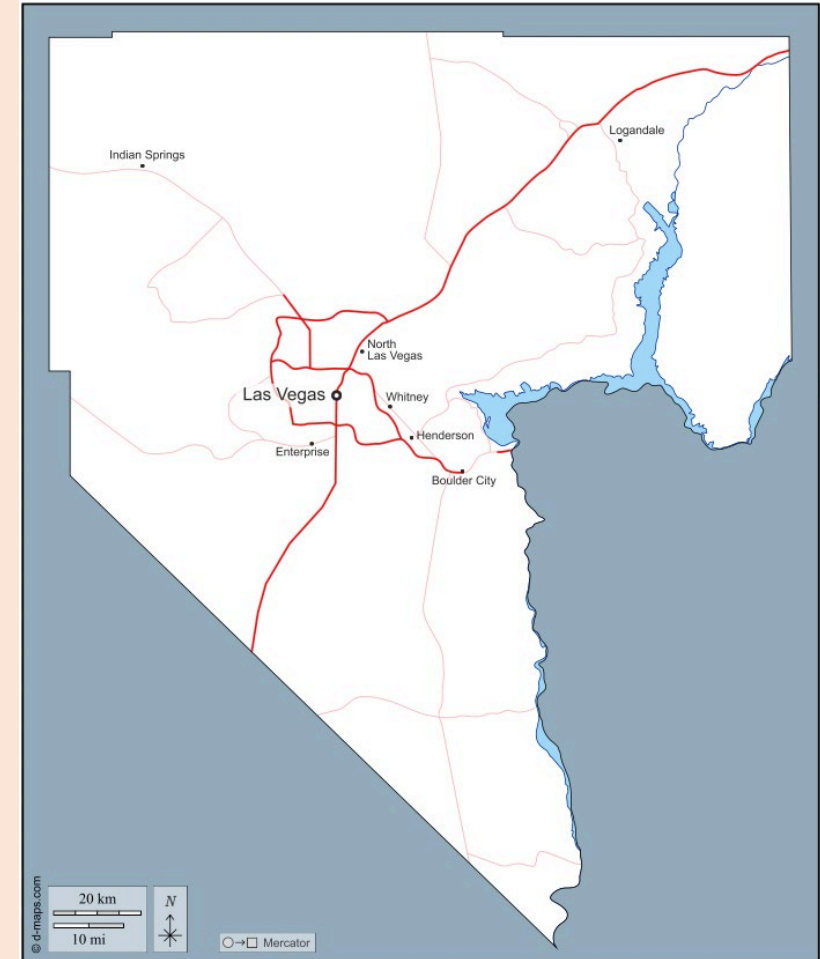 Logandale
Indian Springs
North
Las Vegas
Las Vegas
Whitney
Henderson
Enterprise
Boulder City
20 km
10 mi
N
Mercator
© d-maps.com